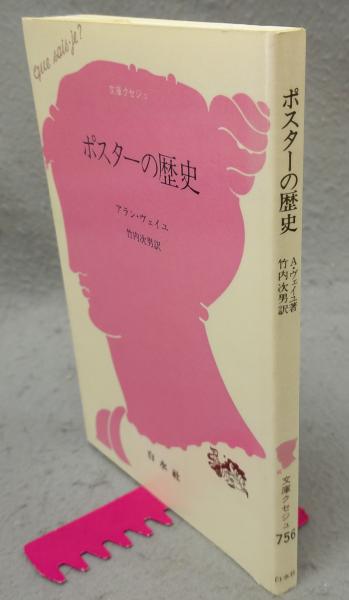 que sais-je?
文庫クセジュ
ポスターの歴史
アラン・ヴェイユ
竹内次男訳
白水社
ポスターの歴史
A・ヴェイユ著
竹内次男訳
文庫クセジュ
756
白水社